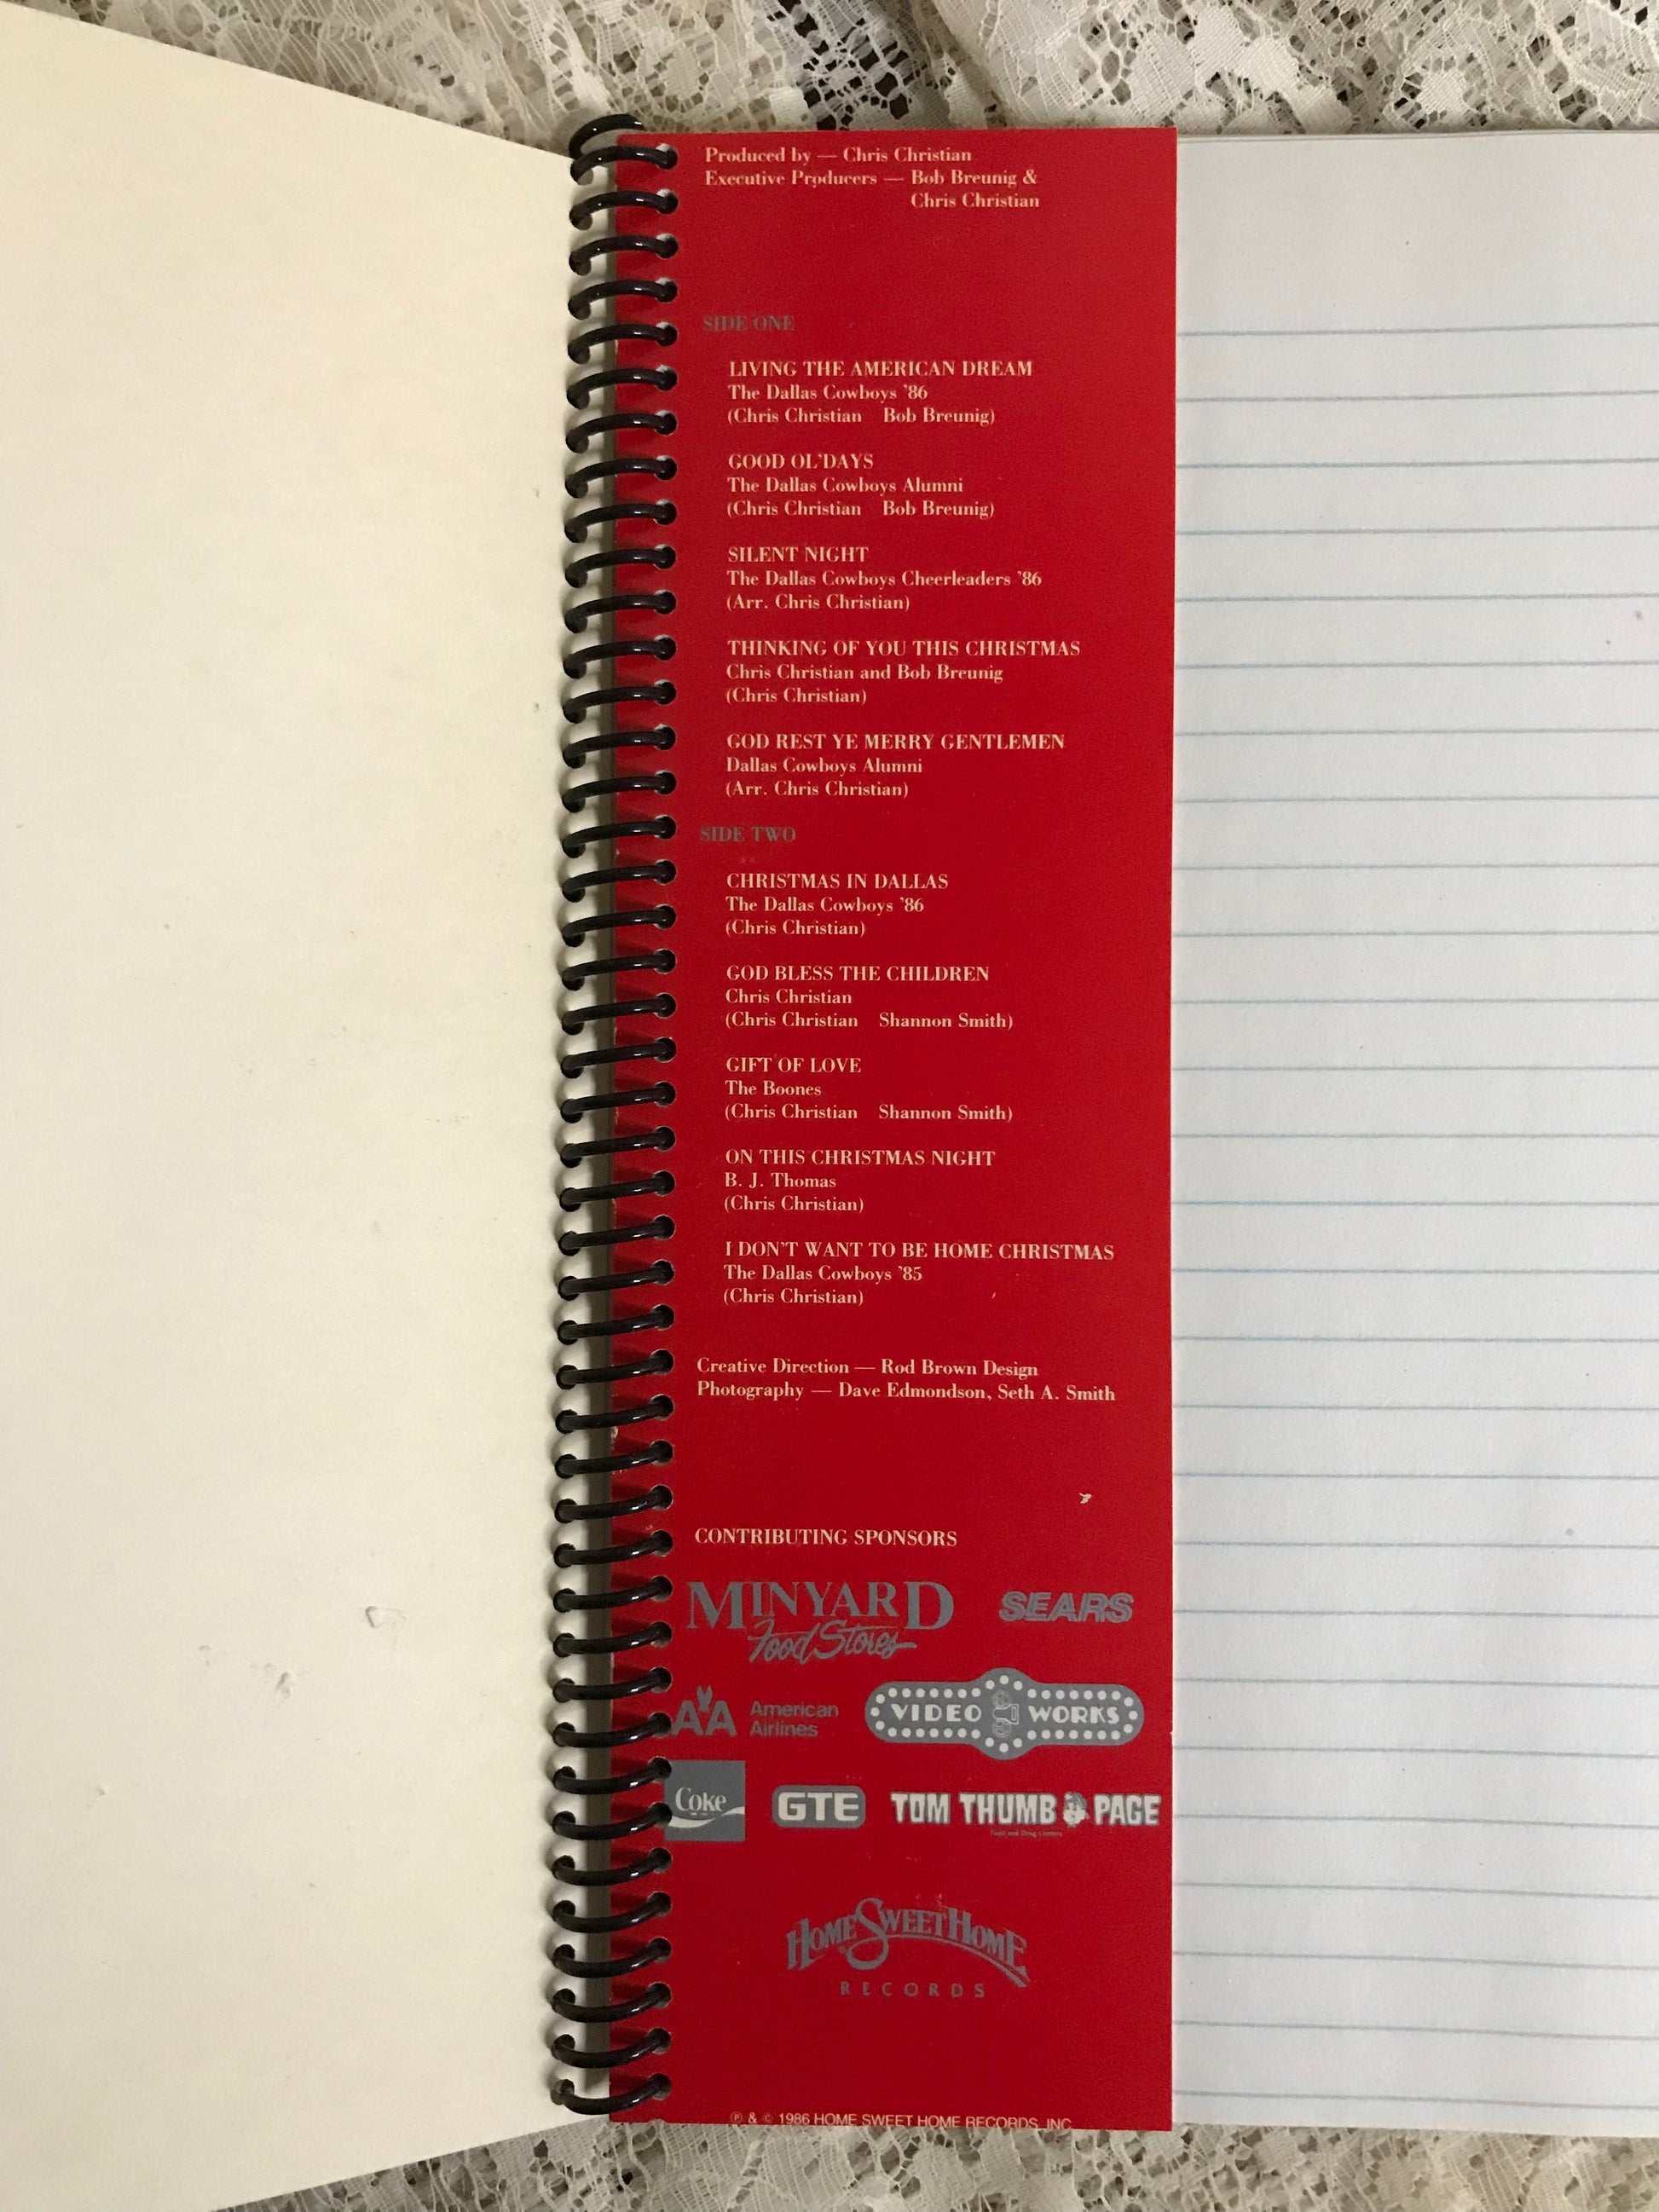 Produced by — Chris Christian
Executive Producers — Bob Breunig &
Chris Christian
SIDE ONE
LIVING THE AMERICAN DREAM
The Dallas Cowboys '86
(Chris Christian Bob Breunig)
GOOD OL'DAYS
The Dallas Cowboys Alumni
(Chris Christian Bob Breunig)
SILENT NIGHT
The Dallas Cowboys Cheerleaders '86
(Arr. Chris Christian)
THINKING OF YOU THIS CHRISTMAS
Chris Christian and Bob Breunig
(Chris Christian)
GOD REST YE MERRY GENTLEMEN
Dallas Cowboys Alumni
(Arr. Chris Christian)
SIDE TWO
CHRISTMAS IN DALLAS
The Dallas Cowboys '86
(Chris Christian)
GOD BLESS THE CHILDREN
Chris Christian
(Chris Christian Shannon Smith)
GIFT OF LOVE
The Boones
(Chris Christian Shannon Smith)
ON THIS CHRISTMAS NIGHT
B. J. Thomas
(Chris Christian)
I DON'T WANT TO BE HOME CHRISTMAS
The Dallas Cowboys '85
(Chris Christian)
Creative Direction — Rod Brown Design
Photography — Dave Edmondson, Seth A. Smith
CONTRIBUTING SPONSORS
MINYARD
Food Stores
SEARS
AA American
Airlines
VIDEO WORKS
Coke
GTE
TOM THUMB PAGE
Food and Drug Centers
HOME SWEET HOME
RECORDS
℗ & © 1986 HOME SWEET HOME RECORDS, INC.